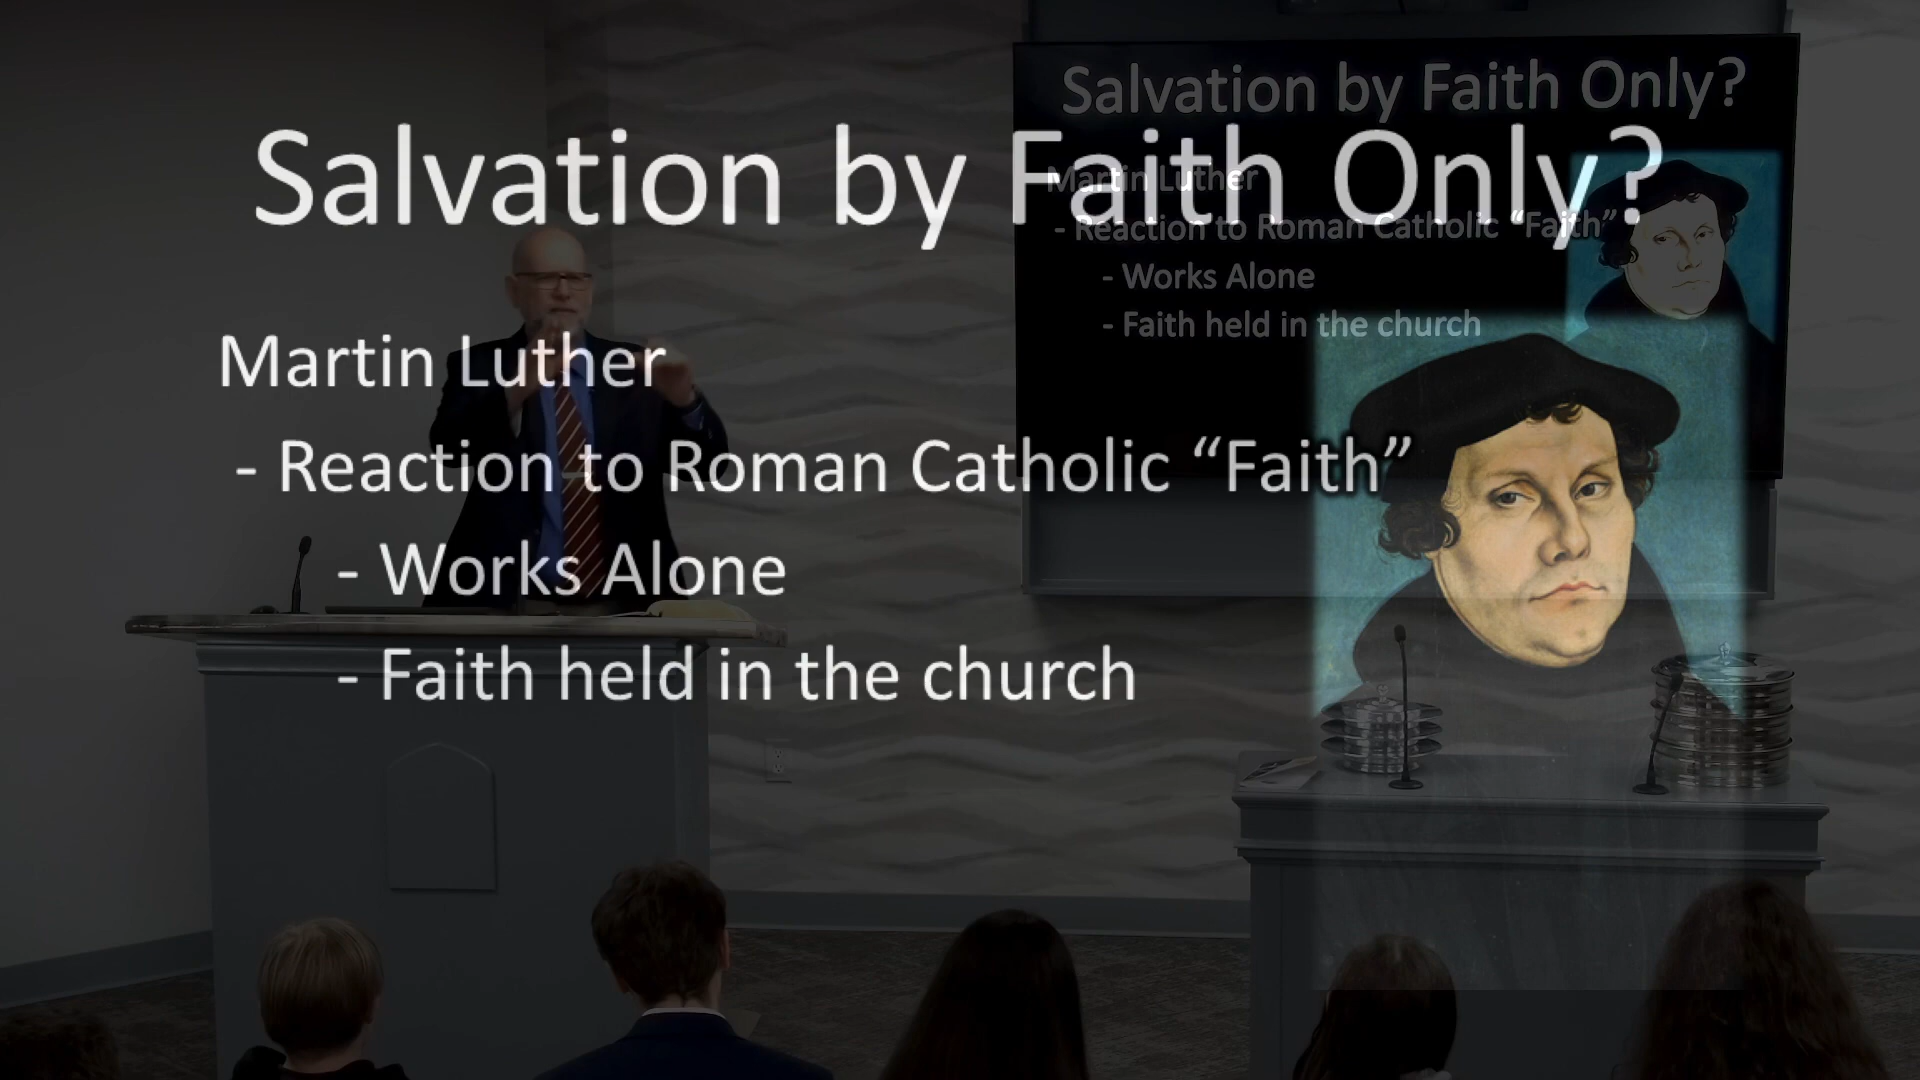 Salvation by Faith Only?
Martin Luther
- Reaction to Roman Catholic “Faith”
- Works Alone
- Faith held in the church
Salvation by Faith Only?
Martin Luther
- Reaction to Roman Catholic “Faith”
- Works Alone
- Faith held in the church